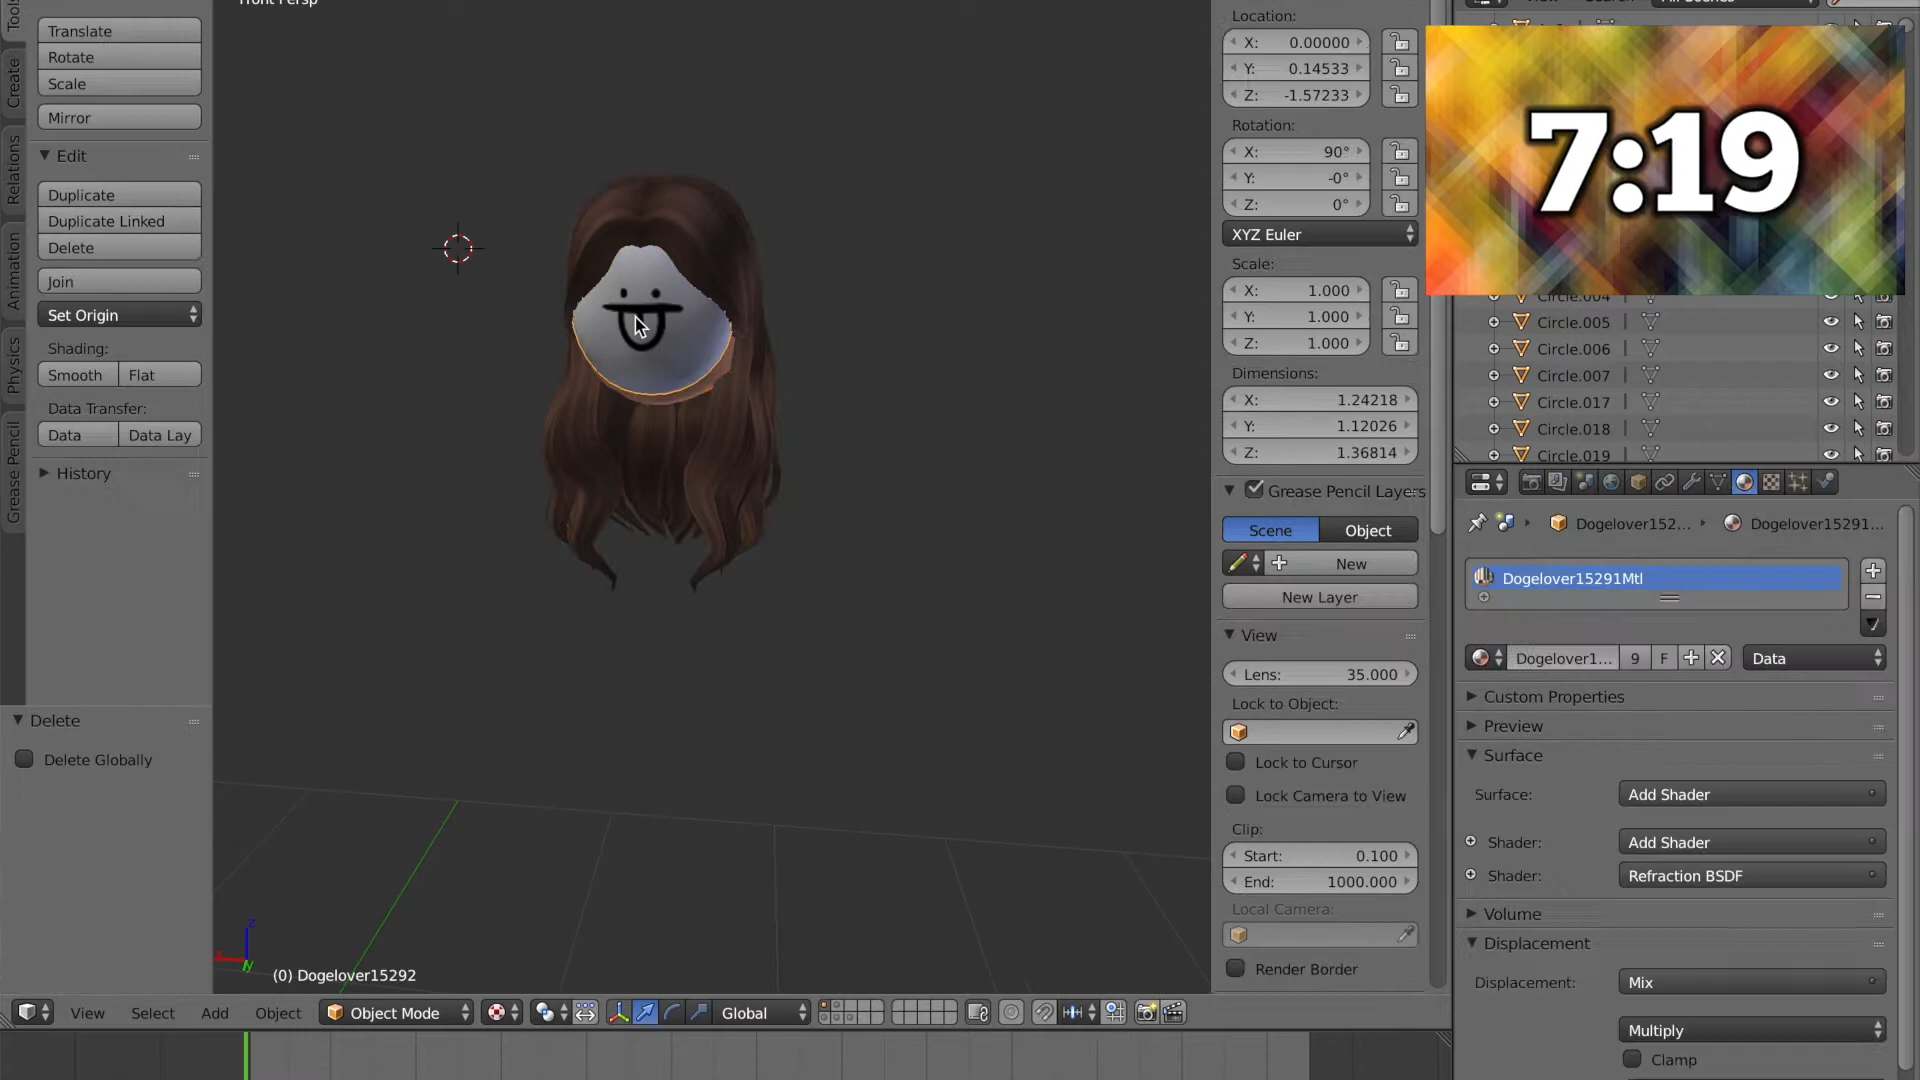 Front Persp
Tools
Create
Relations
Animation
Physics
Grease Pencil
Translate
Rotate
Scale
Mirror
Edit
Duplicate
Duplicate Linked
Delete
Join
Set Origin
Shading:
Smooth Flat
Data Transfer:
Data Data Lay
History
Delete
Delete Globally
(0) Dogelover15292
View Select Add Object Object Mode Global
Location:
X: 0.00000
Y: 0.14533
Z: -1.57233
Rotation:
X: 90°
Y: -0°
Z: 0°
XYZ Euler
Scale:
X: 1.000
Y: 1.000
Z: 1.000
Dimensions:
X: 1.24218
Y: 1.12026
Z: 1.36814
Grease Pencil Layers
Scene Object
New
New Layer
View
Lens: 35.000
Lock to Object:
Lock to Cursor
Lock Camera to View
Clip:
Start: 0.100
End: 1000.000
Local Camera:
Render Border
7:19
Circle.004
Circle.005
Circle.006
Circle.007
Circle.017
Circle.018
Circle.019
Dogelover152... Dogelover15291...
Dogelover15291Mtl
Dogelover1... 9 F Data
Custom Properties
Preview
Surface
Surface: Add Shader
Shader: Add Shader
Shader: Refraction BSDF
Volume
Displacement
Displacement: Mix
Multiply
Clamp